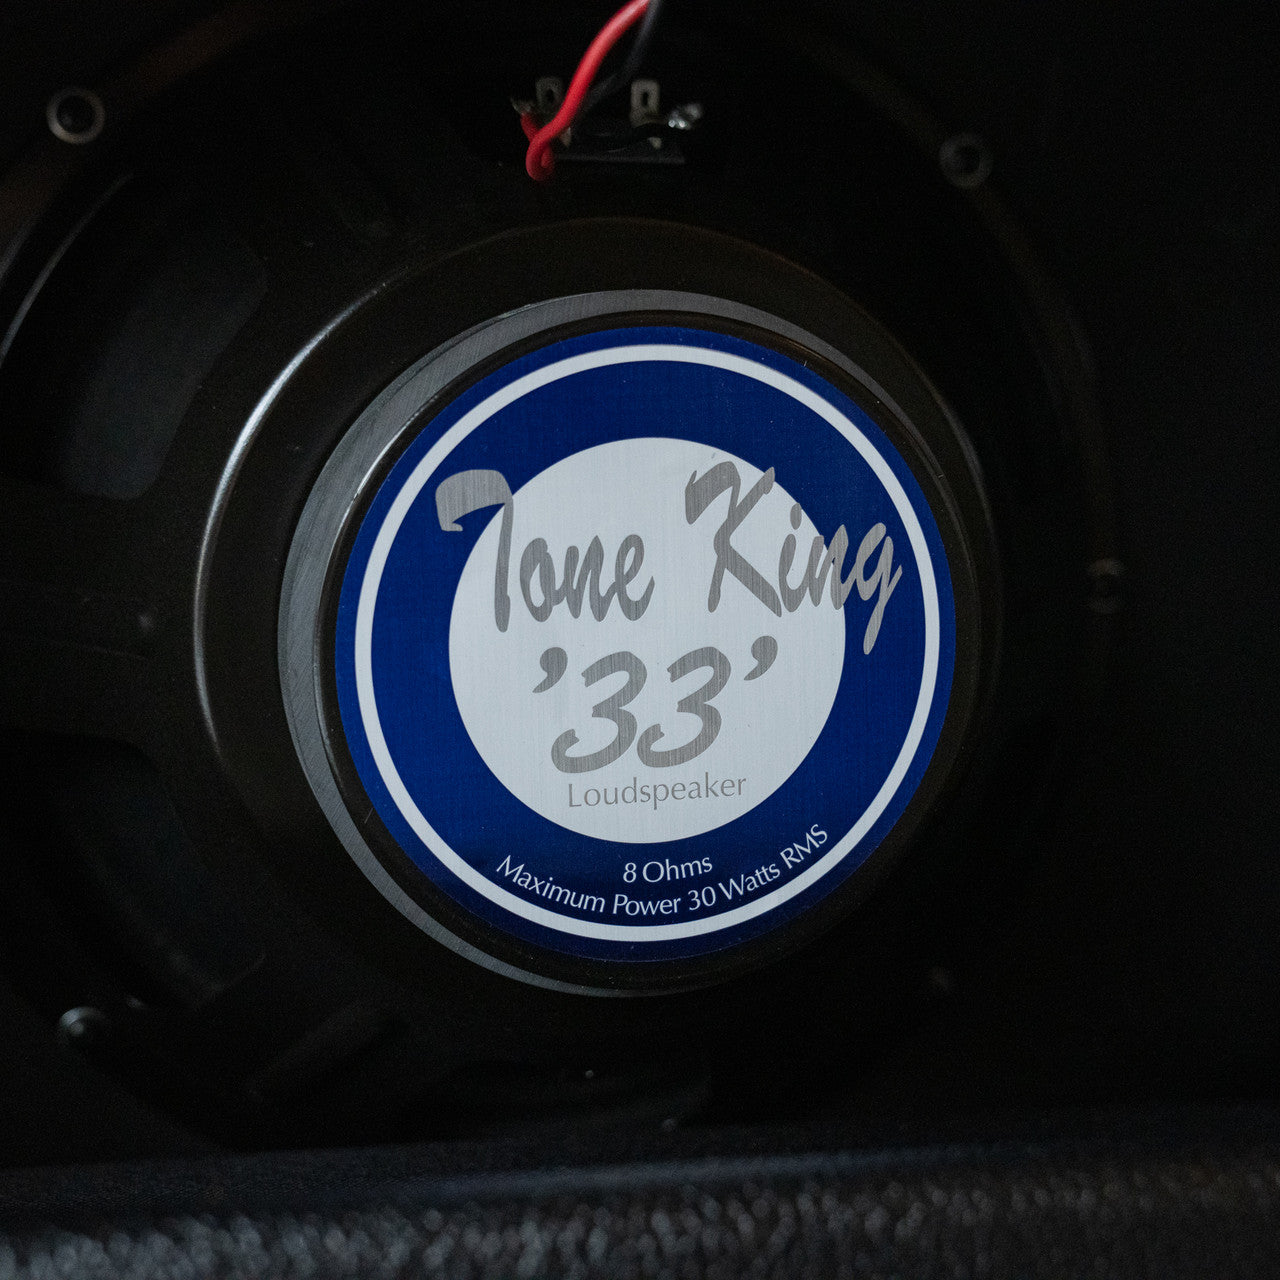 Tone King
’33’
Loudspeaker
8 Ohms
Maximum Power 30 Watts RMS